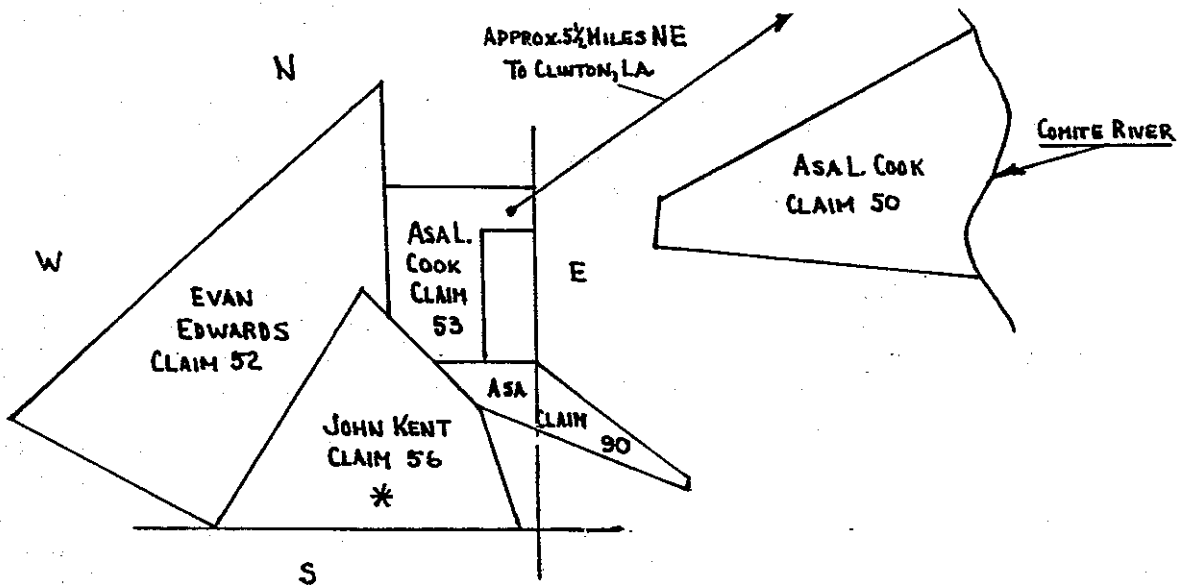 N
APPROX. 5½ MILES NE
TO CLINTON, LA.
COMITE RIVER
ASA L. COOK
CLAIM 50
W
ASA L.
COOK
CLAIM
53
E
EVAN
EDWARDS
CLAIM 52
ASA
CLAIM
90
JOHN KENT
CLAIM 56
*
S